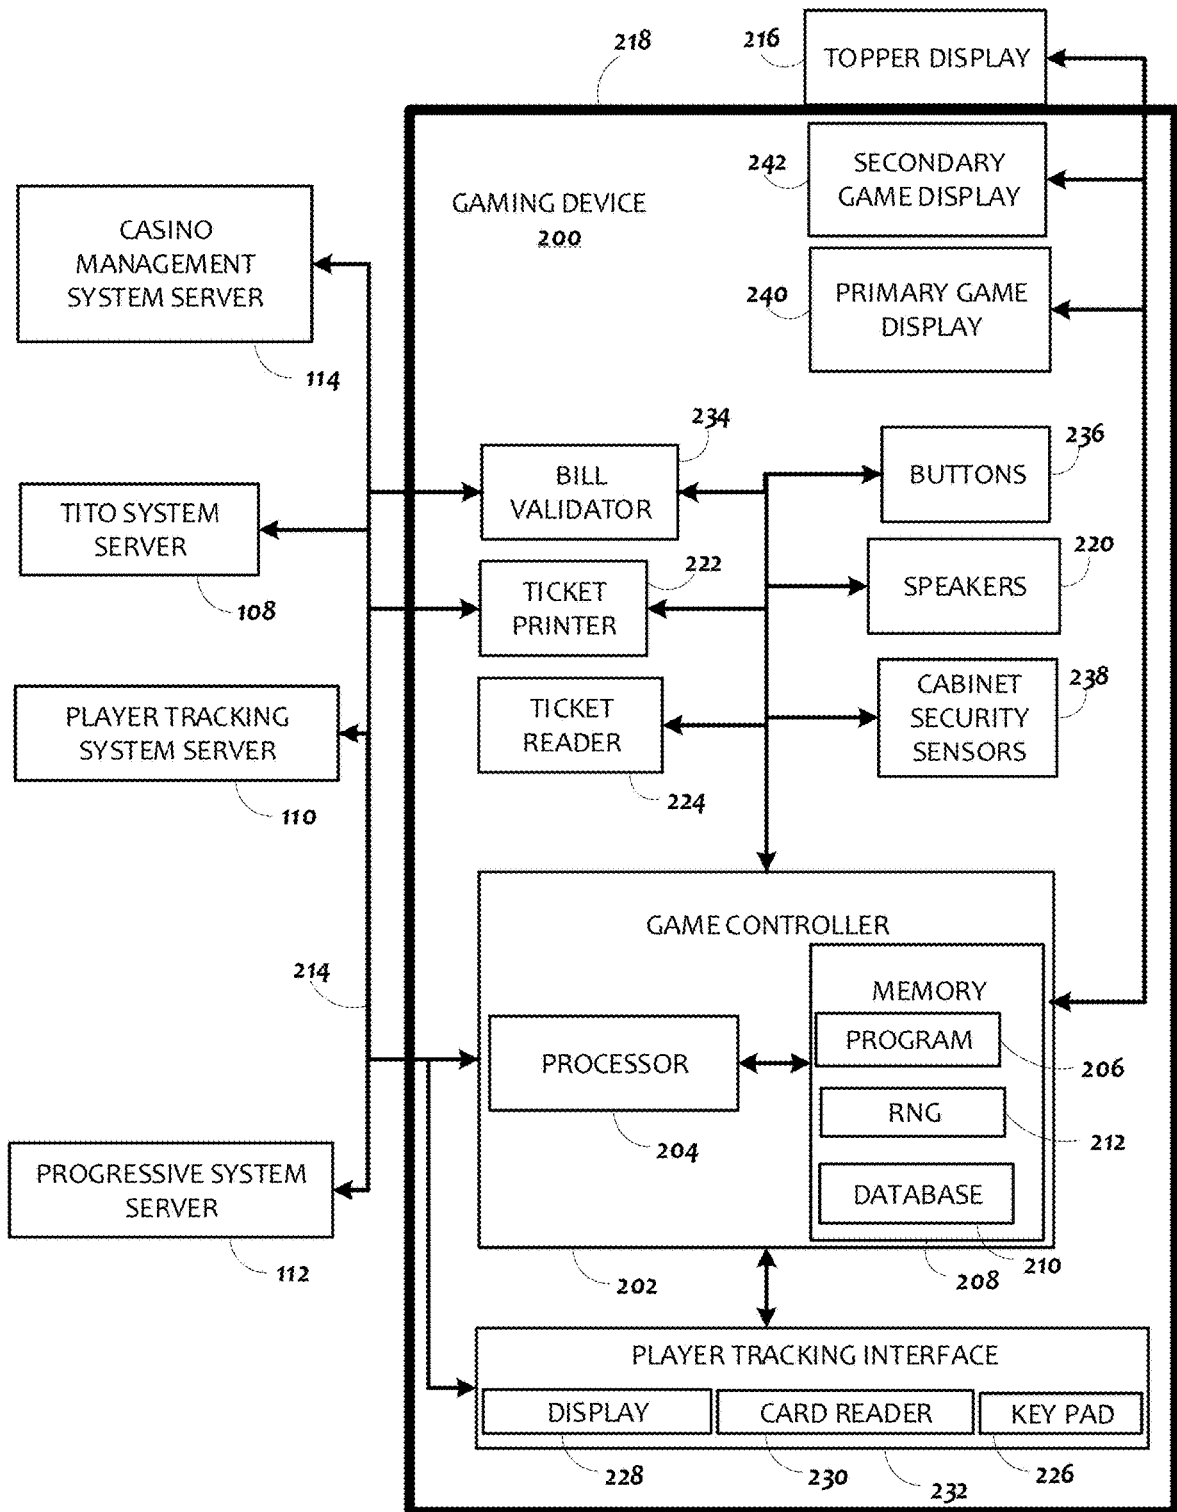 218
216
TOPPER DISPLAY
242
SECONDARY
GAME DISPLAY
GAMING DEVICE
200
CASINO
MANAGEMENT
SYSTEM SERVER
114
240
PRIMARY GAME
DISPLAY
234
BILL
VALIDATOR
236
BUTTONS
TITO SYSTEM
SERVER
108
222
TICKET
PRINTER
220
SPEAKERS
PLAYER TRACKING
SYSTEM SERVER
110
TICKET
READER
224
238
CABINET
SECURITY
SENSORS
GAME CONTROLLER
214
MEMORY
PROCESSOR
204
PROGRAM
206
RNG
212
DATABASE
210
208
202
PROGRESSIVE SYSTEM
SERVER
112
PLAYER TRACKING INTERFACE
DISPLAY
CARD READER
KEY PAD
228
230
232
226